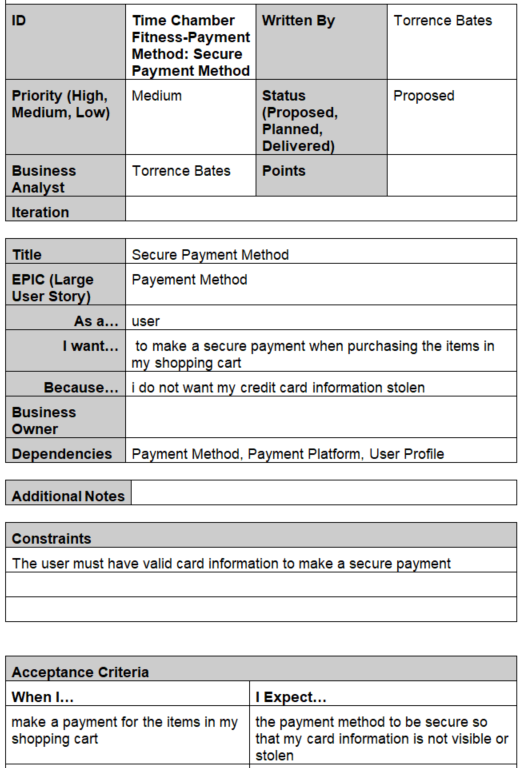 ID Time Chamber Written By Torrence Bates
Fitness-Payment
Method: Secure
Payment Method
Priority (High, Medium Status Proposed
Medium, Low) (Proposed,
Planned,
Delivered)
Business Torrence Bates Points
Analyst
Iteration
Title Secure Payment Method
EPIC (Large Payement Method
User Story)
As a... user
I want... to make a secure payment when purchasing the items in
my shopping cart
Because... i do not want my credit card information stolen
Business
Owner
Dependencies Payment Method, Payment Platform, User Profile
Additional Notes
Constraints
The user must have valid card information to make a secure payment
Acceptance Criteria
When I... I Expect...
make a payment for the items in my the payment method to be secure so
shopping cart that my card information is not visible or
stolen